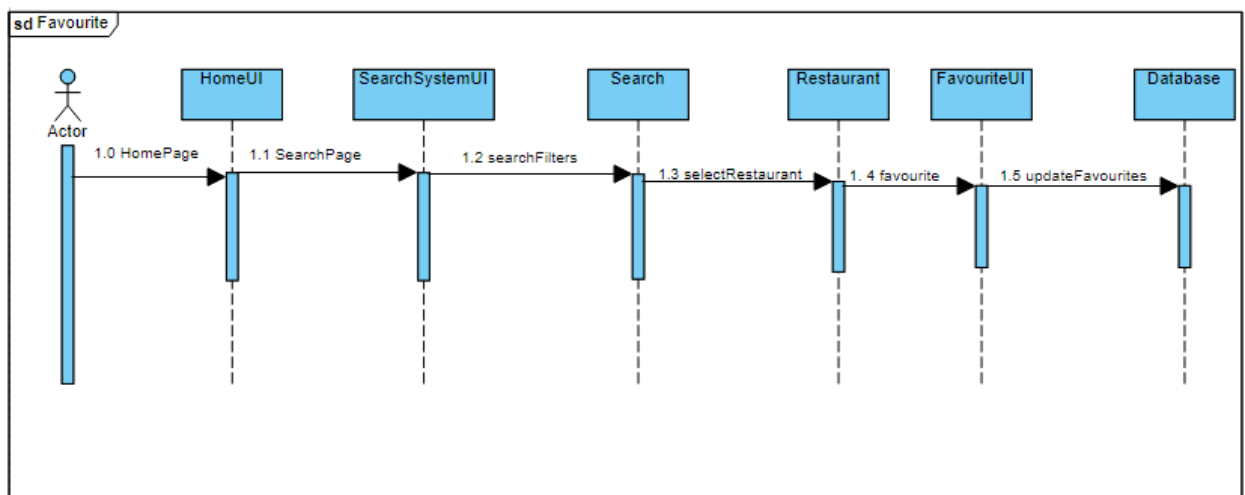 sd Favourite
HomeUI
SearchSystemUI
Search
Restaurant
FavouriteUI
Database
Actor
1.0 HomePage
1.1 SearchPage
1.2 searchFilters
1.3 selectRestaurant
1. 4 favourite
1.5 updateFavourites